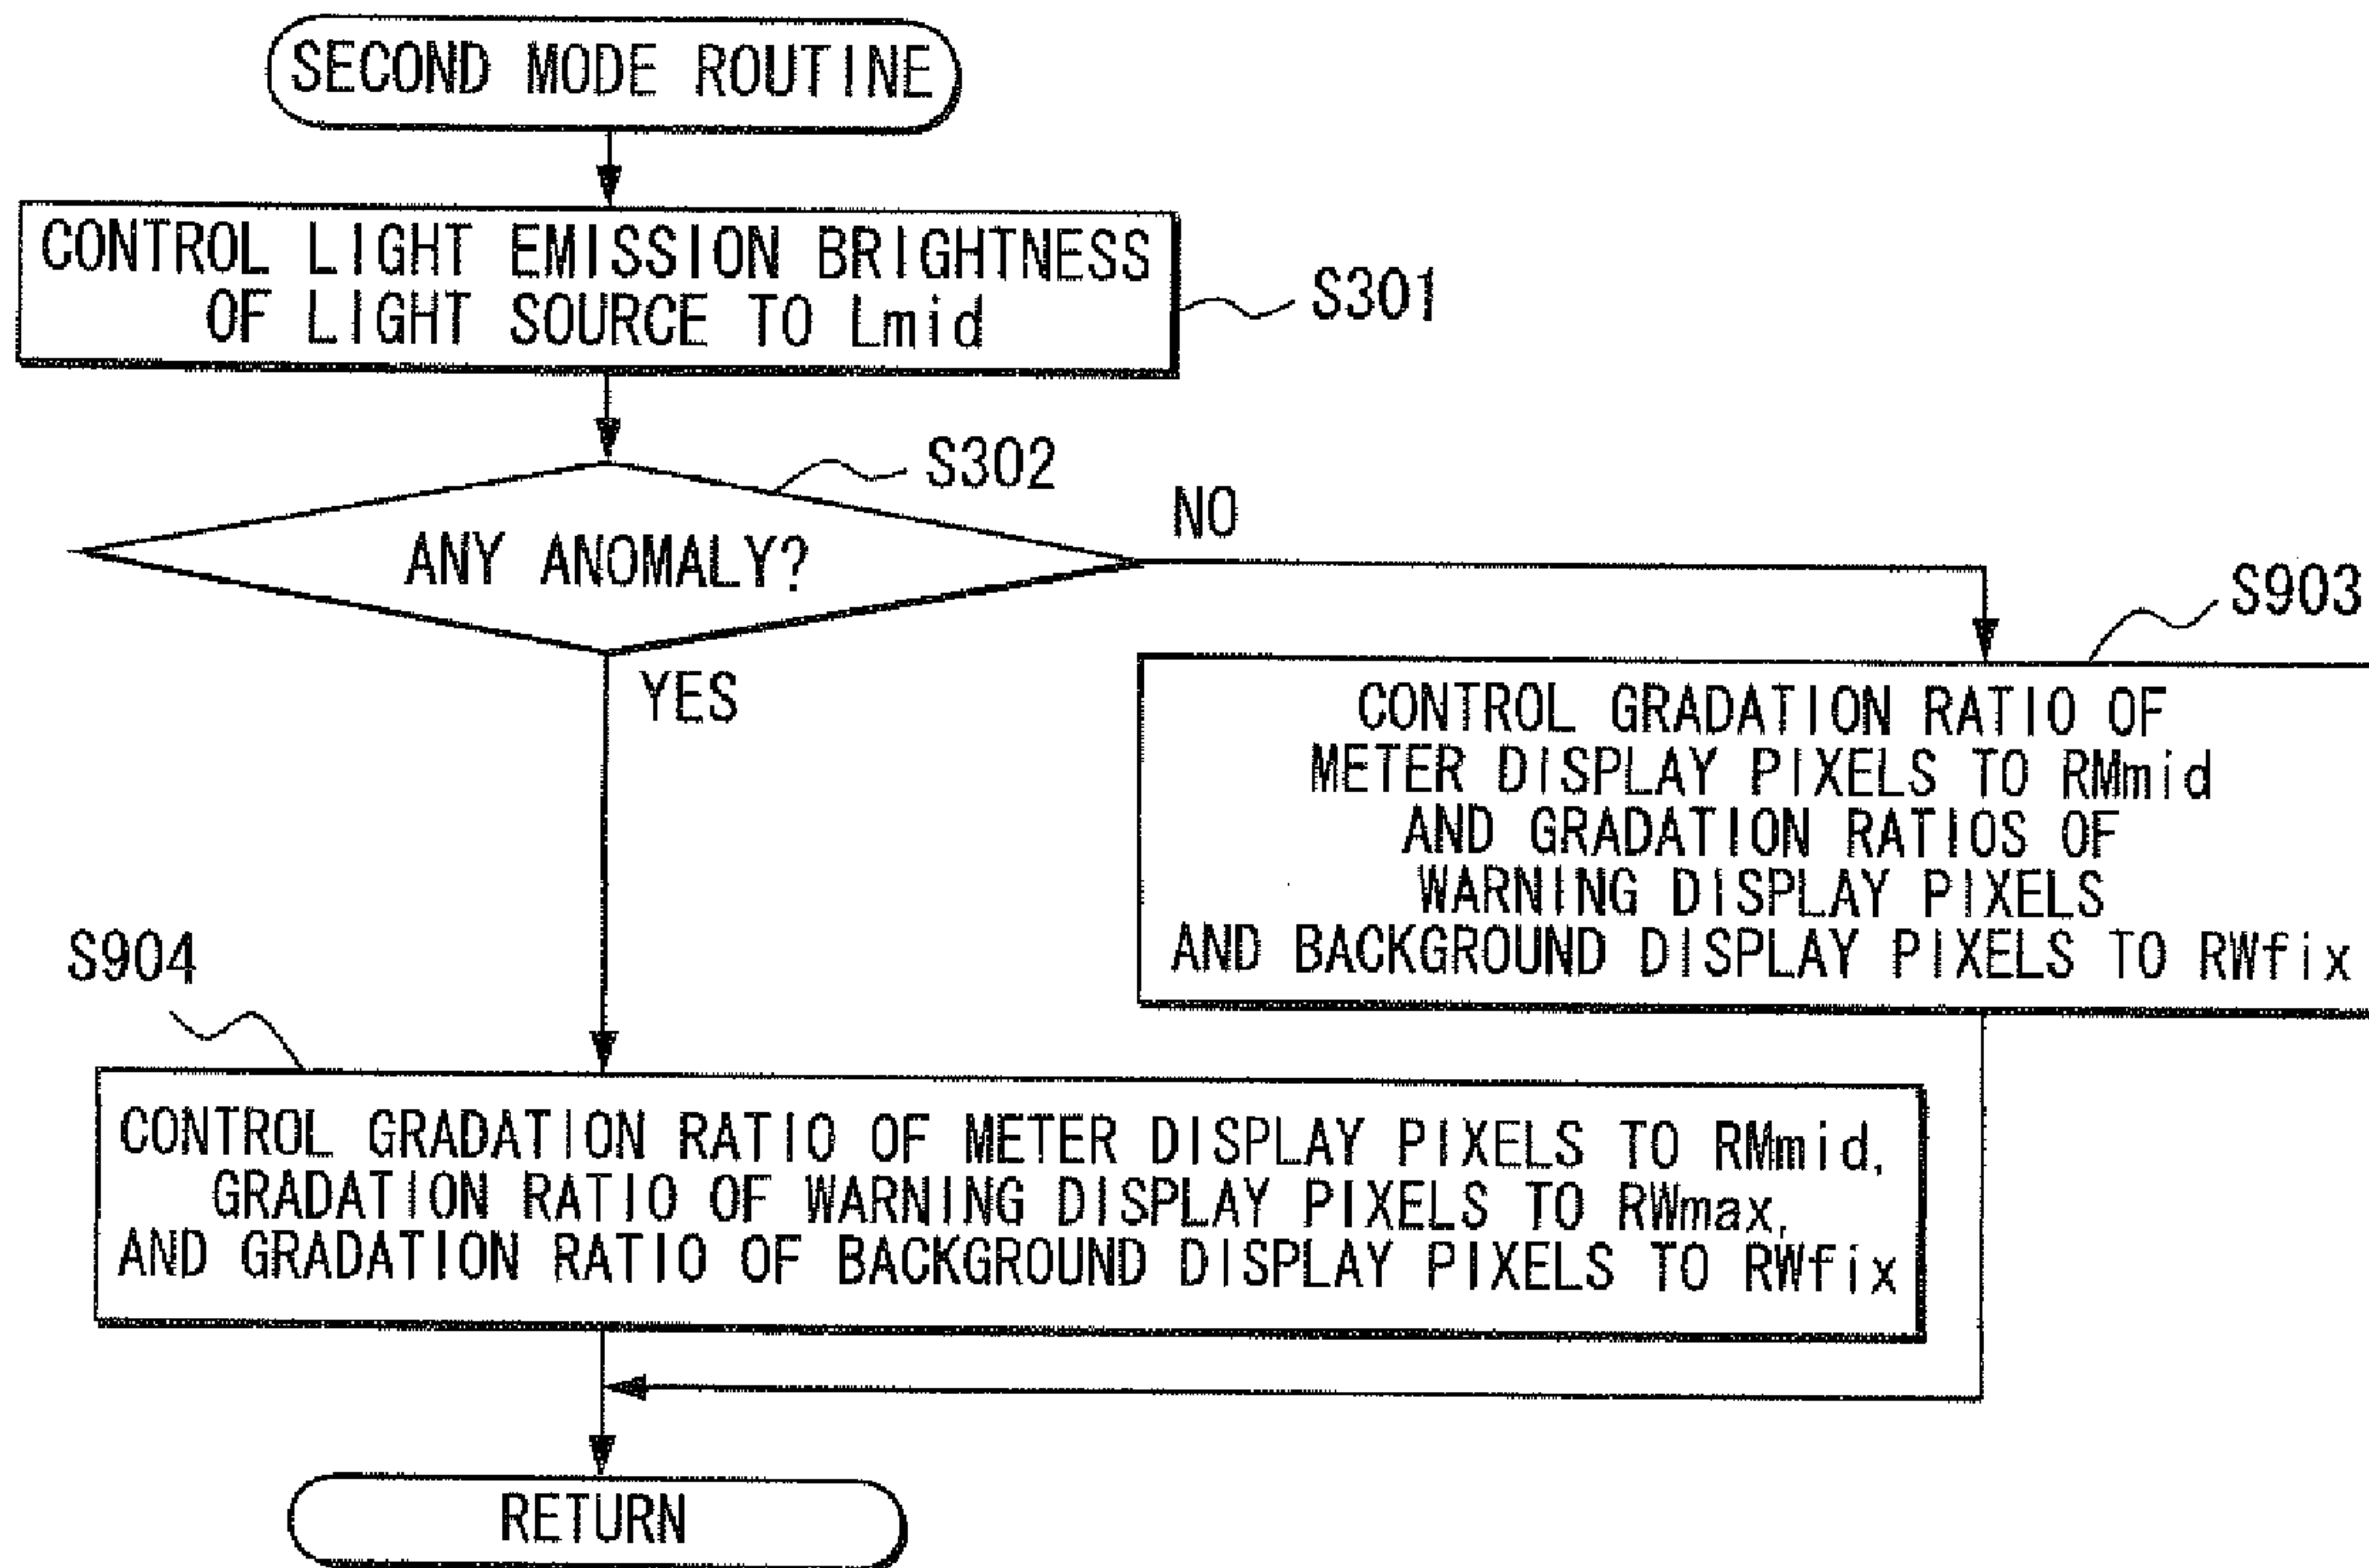 SECOND MODE ROUTINE
CONTROL LIGHT EMISSION BRIGHTNESS
OF LIGHT SOURCE TO Lmid
S301
S302
ANY ANOMALY?
NO
YES
S903
CONTROL GRADATION RATIO OF
METER DISPLAY PIXELS TO RMmid
AND GRADATION RATIOS OF
WARNING DISPLAY PIXELS
AND BACKGROUND DISPLAY PIXELS TO RWfix
S904
CONTROL GRADATION RATIO OF METER DISPLAY PIXELS TO RMmid,
GRADATION RATIO OF WARNING DISPLAY PIXELS TO RWmax,
AND GRADATION RATIO OF BACKGROUND DISPLAY PIXELS TO RWfix
RETURN